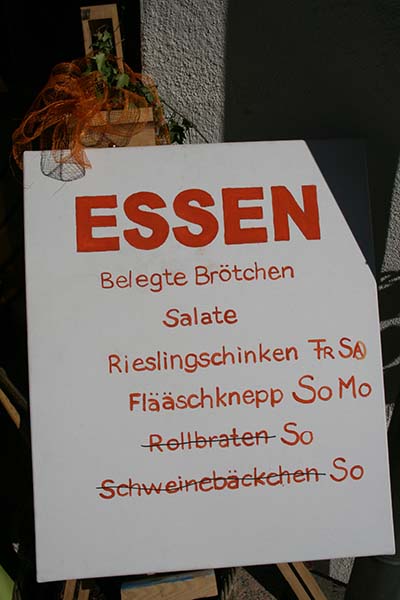 ESSEN
Belegte Brötchen
Salate
Rieslingschinken FR SA
Flääschknepp So Mo
Rollbraten So
Schweinebäckchen So